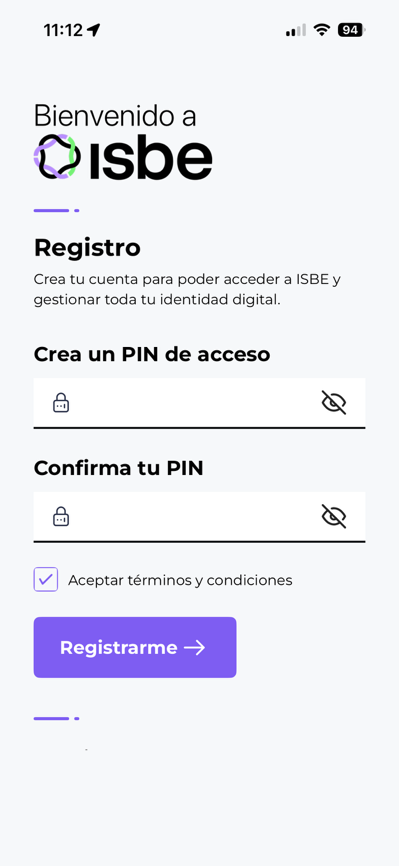 11:12
94
Bienvenido a
isbe
Registro
Crea tu cuenta para poder acceder a ISBE y
gestionar toda tu identidad digital.
Crea un PIN de acceso
Confirma tu PIN
Aceptar términos y condiciones
Registrarme →